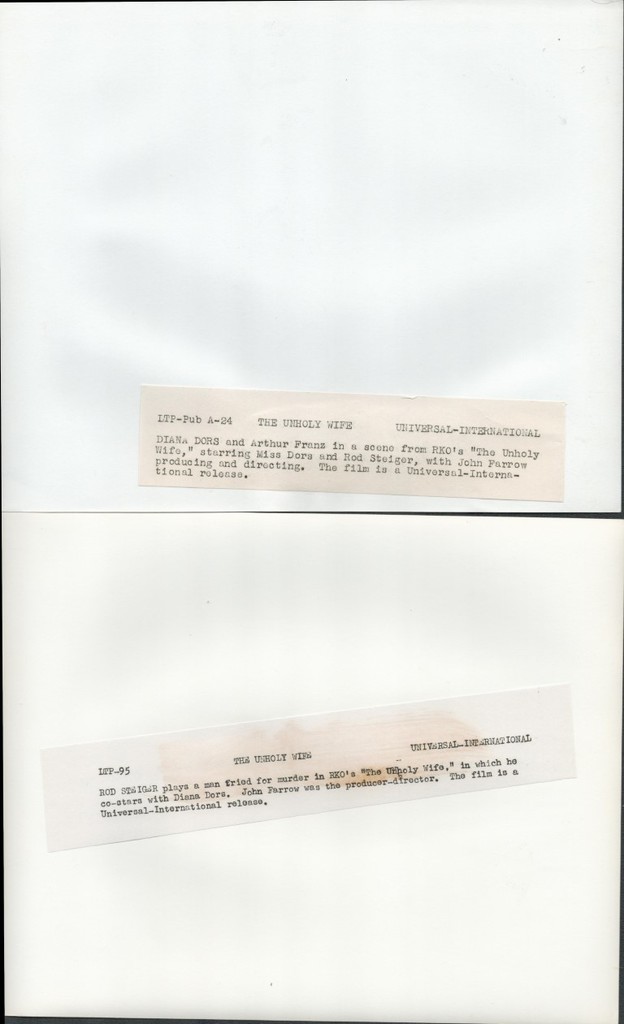 LTP-Pub A-24 THE UNHOLY WIFE UNIVERSAL-INTERNATIONAL
DIANA DORS and Arthur Franz in a scene from RKO's "The Unholy
Wife," starring Miss Dors and Rod Steiger, with John Farrow
producing and directing. The film is a Universal-Interna-
tional release.
LTP-95 THE UNHOLY WIFE UNIVERSAL-INTERNATIONAL
ROD STEIGER plays a man tried for murder in RKO's "The Unholy Wife," in which he
co-stars with Diana Dors. John Farrow was the producer-director. The film is a
Universal-International release.